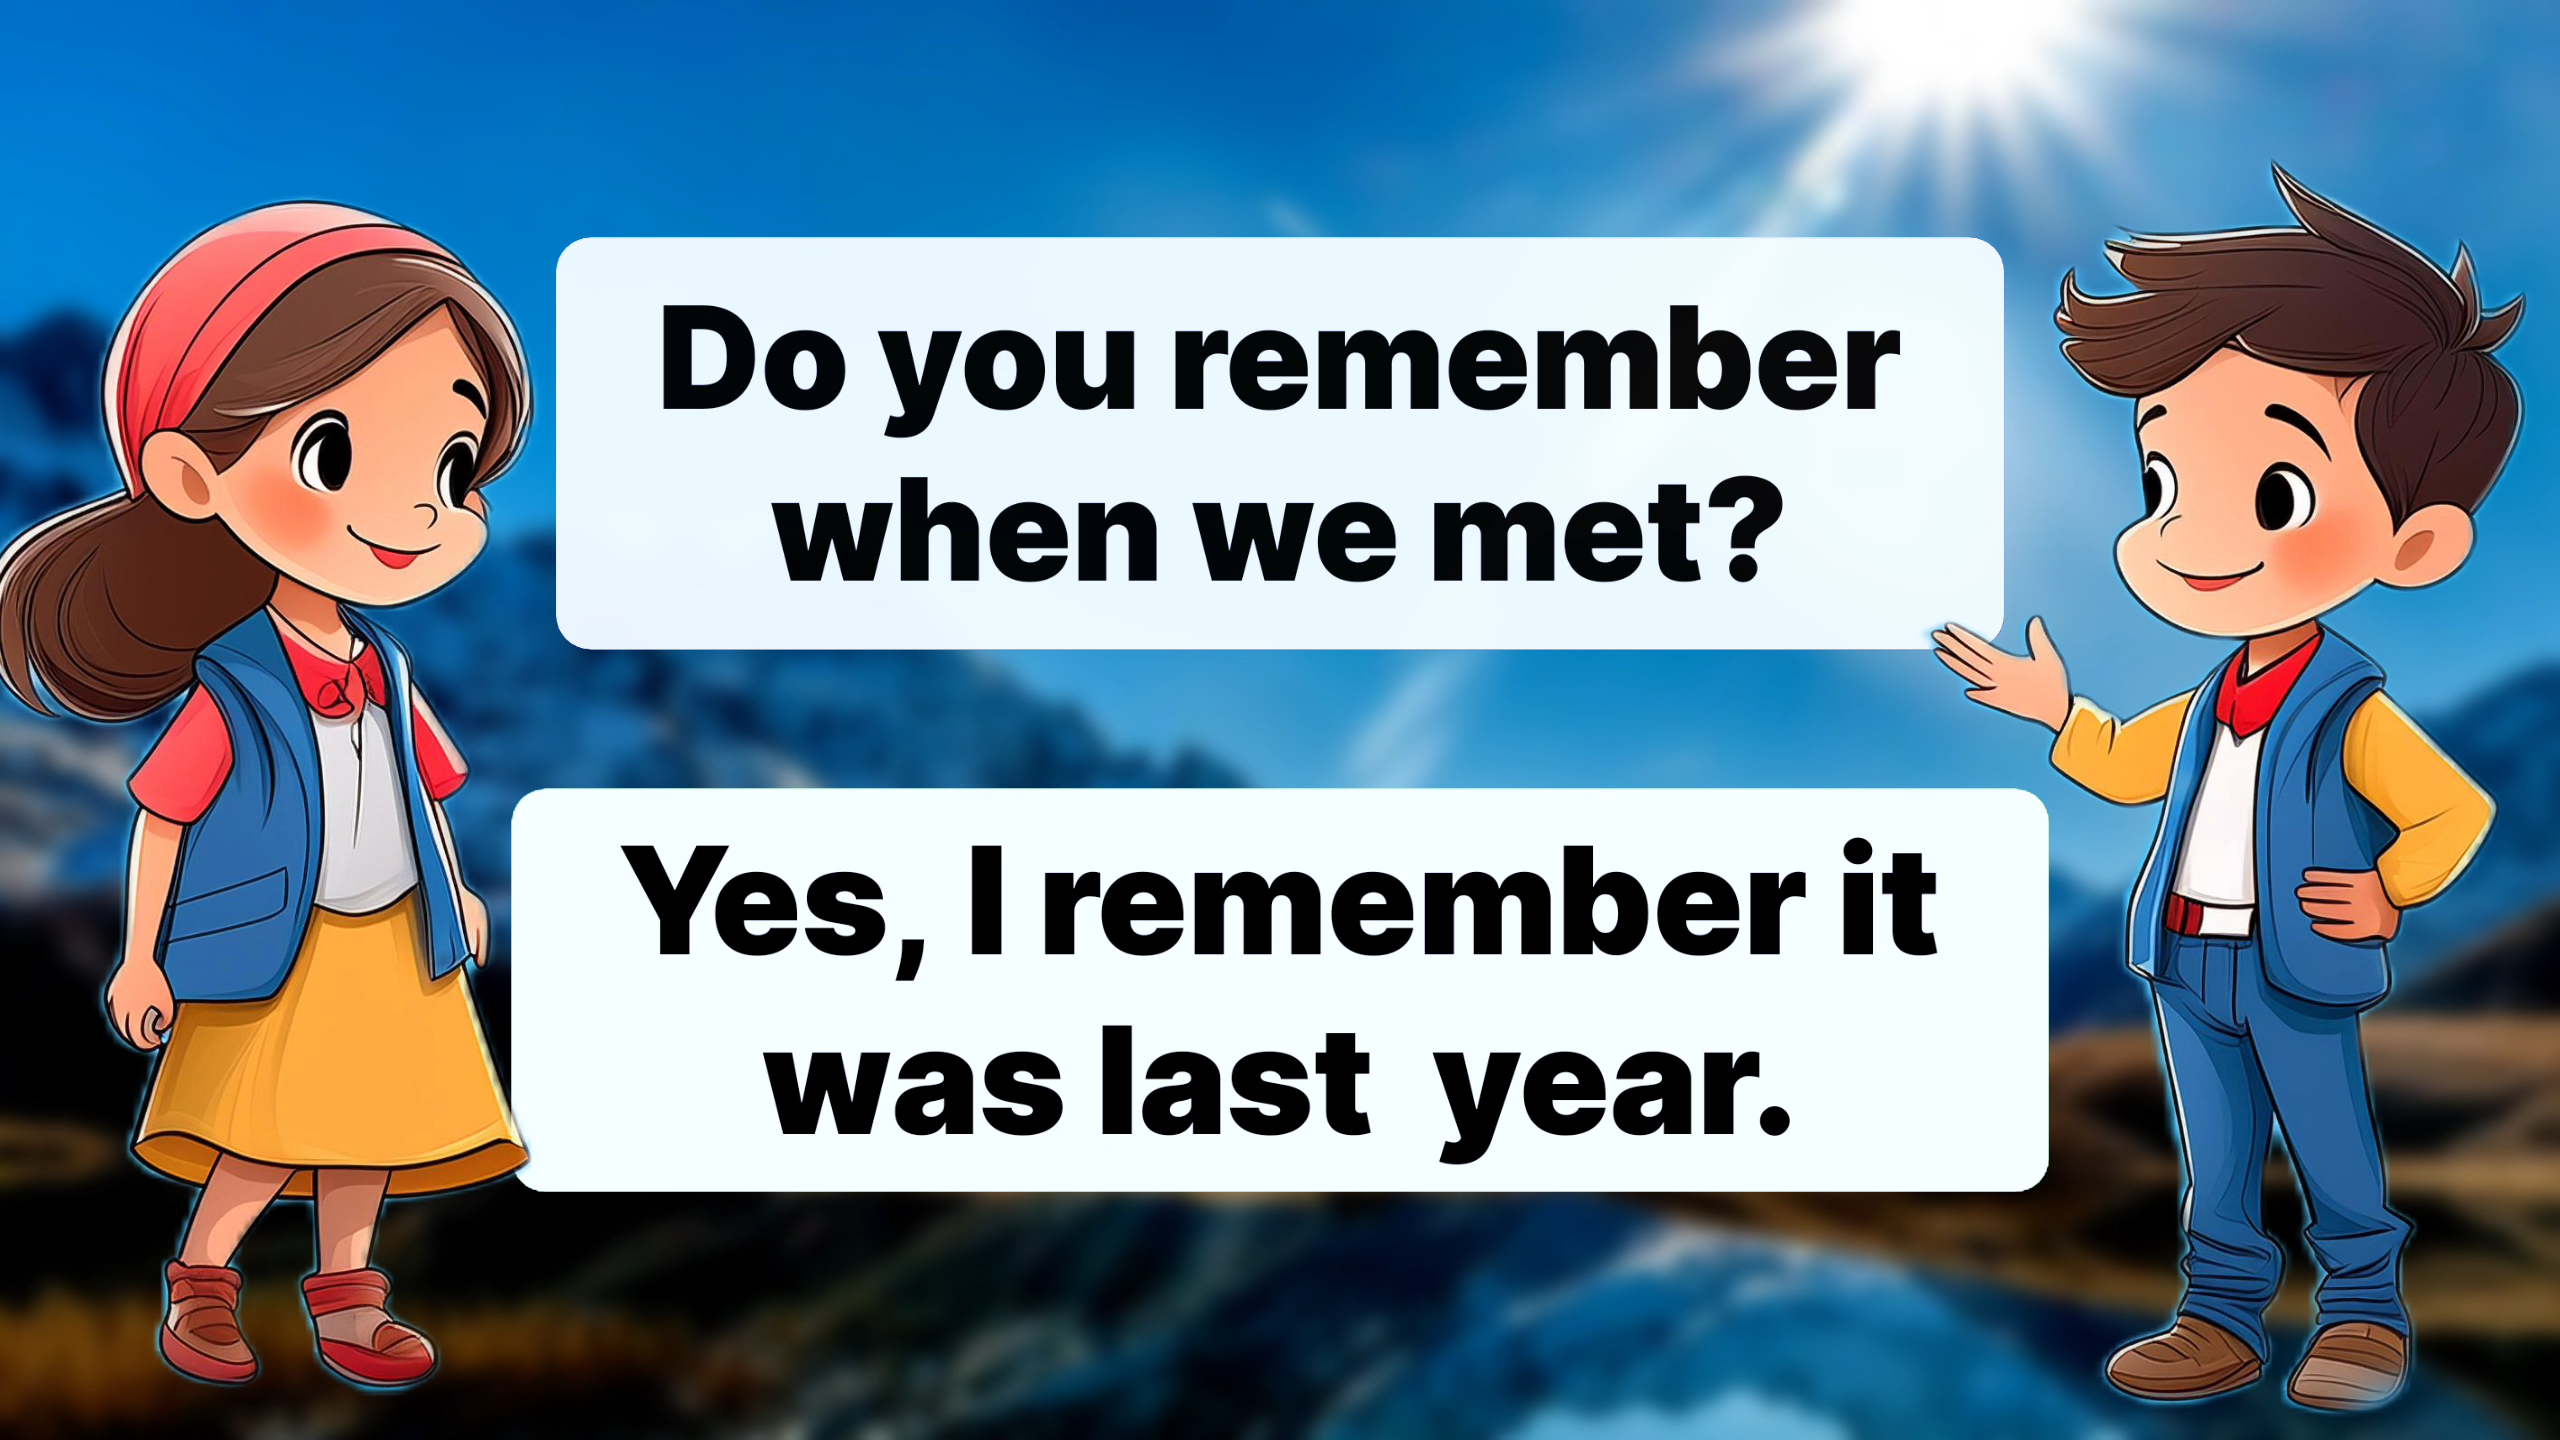 Do you remember
when we met?
Yes, I remember it
was last year.